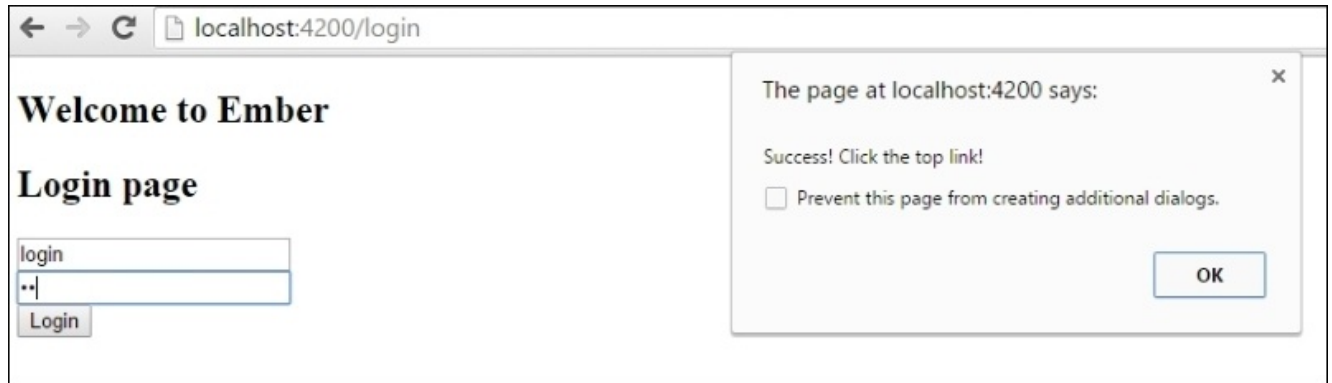 localhost:4200/login
Welcome to Ember
Login page
login
••
Login
The page at localhost:4200 says:
Success! Click the top link!
Prevent this page from creating additional dialogs.
OK